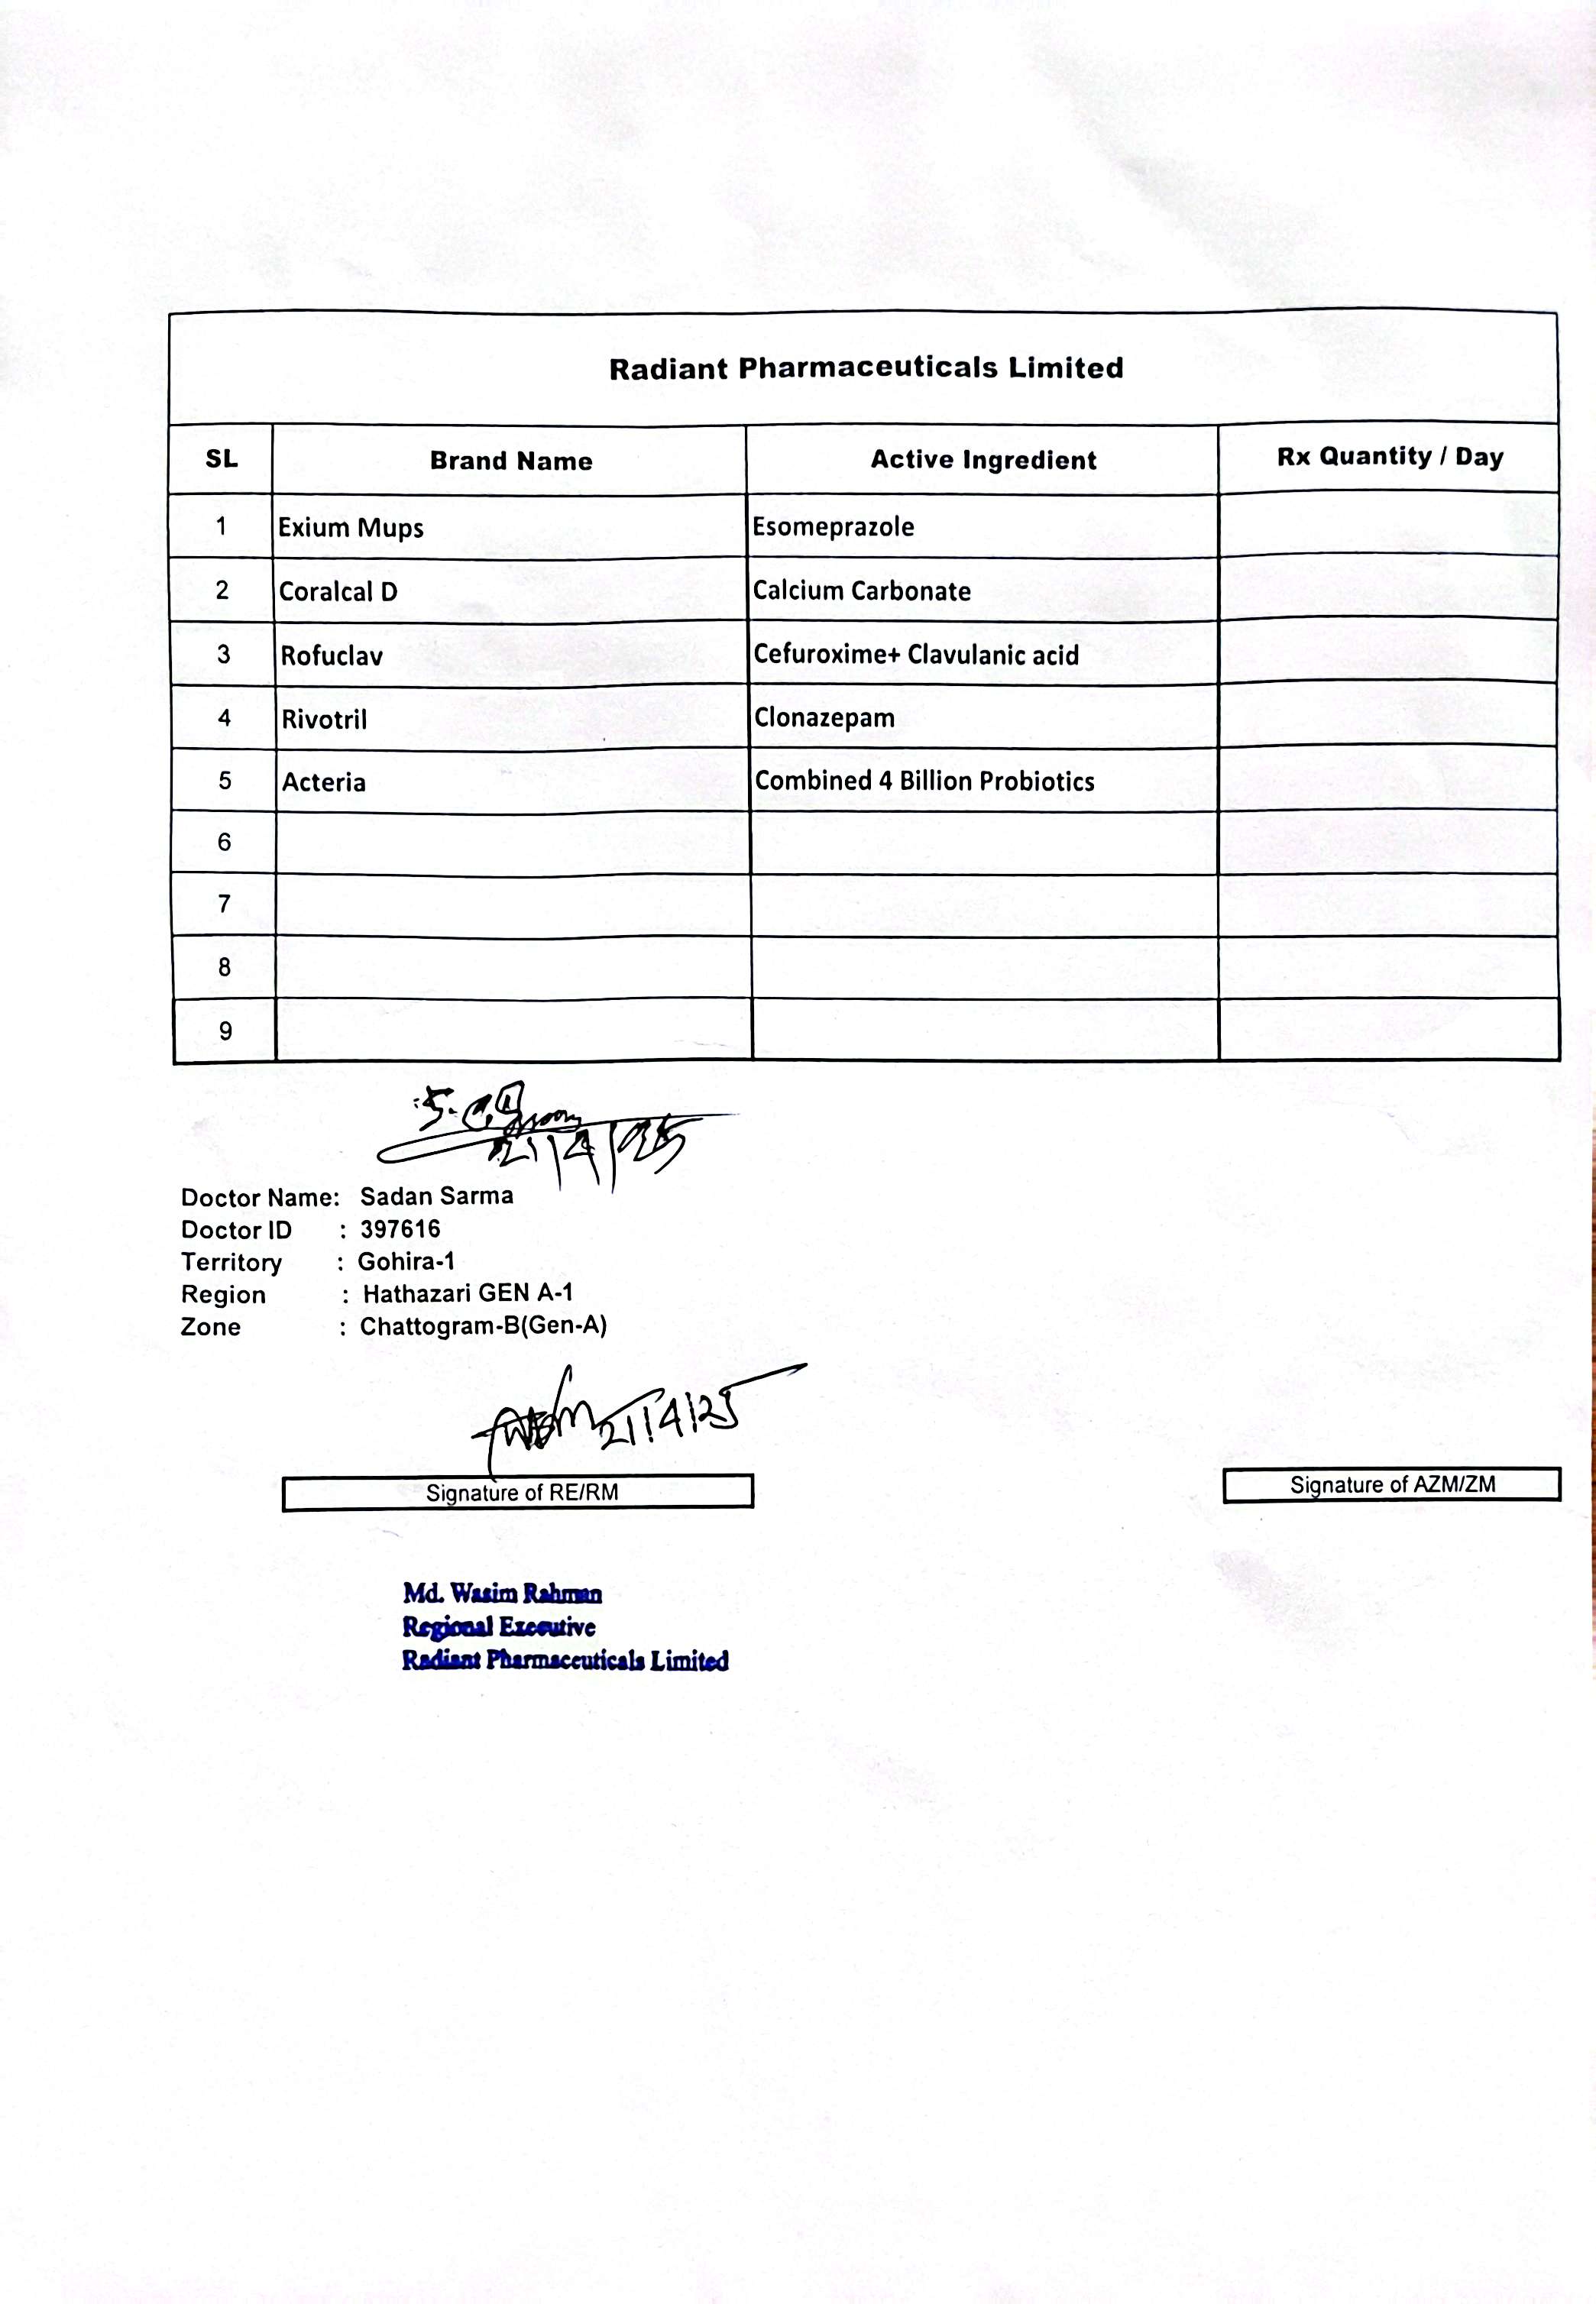 Radiant Pharmaceuticals Limited
SL Brand Name Active Ingredient Rx Quantity / Day
1 Exium Mups Esomeprazole
2 Coralcal D Calcium Carbonate
3 Rofuclav Cefuroxime+ Clavulanic acid
4 Rivotril Clonazepam
5 Acteria Combined 4 Billion Probiotics
6
7
8
9
21/4/25
Doctor Name: Sadan Sarma
Doctor ID : 397616
Territory : Gohira-1
Region : Hathazari GEN A-1
Zone : Chattogram-B(Gen-A)
21/4/25
Signature of RE/RM Signature of AZM/ZM
Md. Wasim Rahman
Regional Executive
Radiant Pharmaceuticals Limited